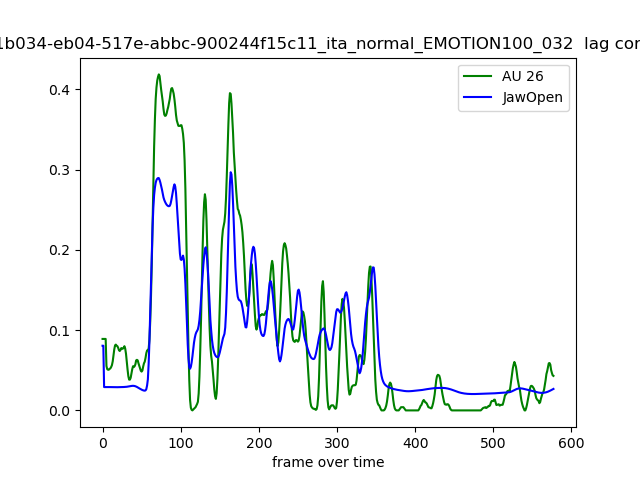 1b034-eb04-517e-abbc-900244f15c11_ita_normal_EMOTION100_032 lag cor
AU 26
JawOpen
0.4
0.3
0.2
0.1
0.0
0 100 200 300 400 500 600
frame over time